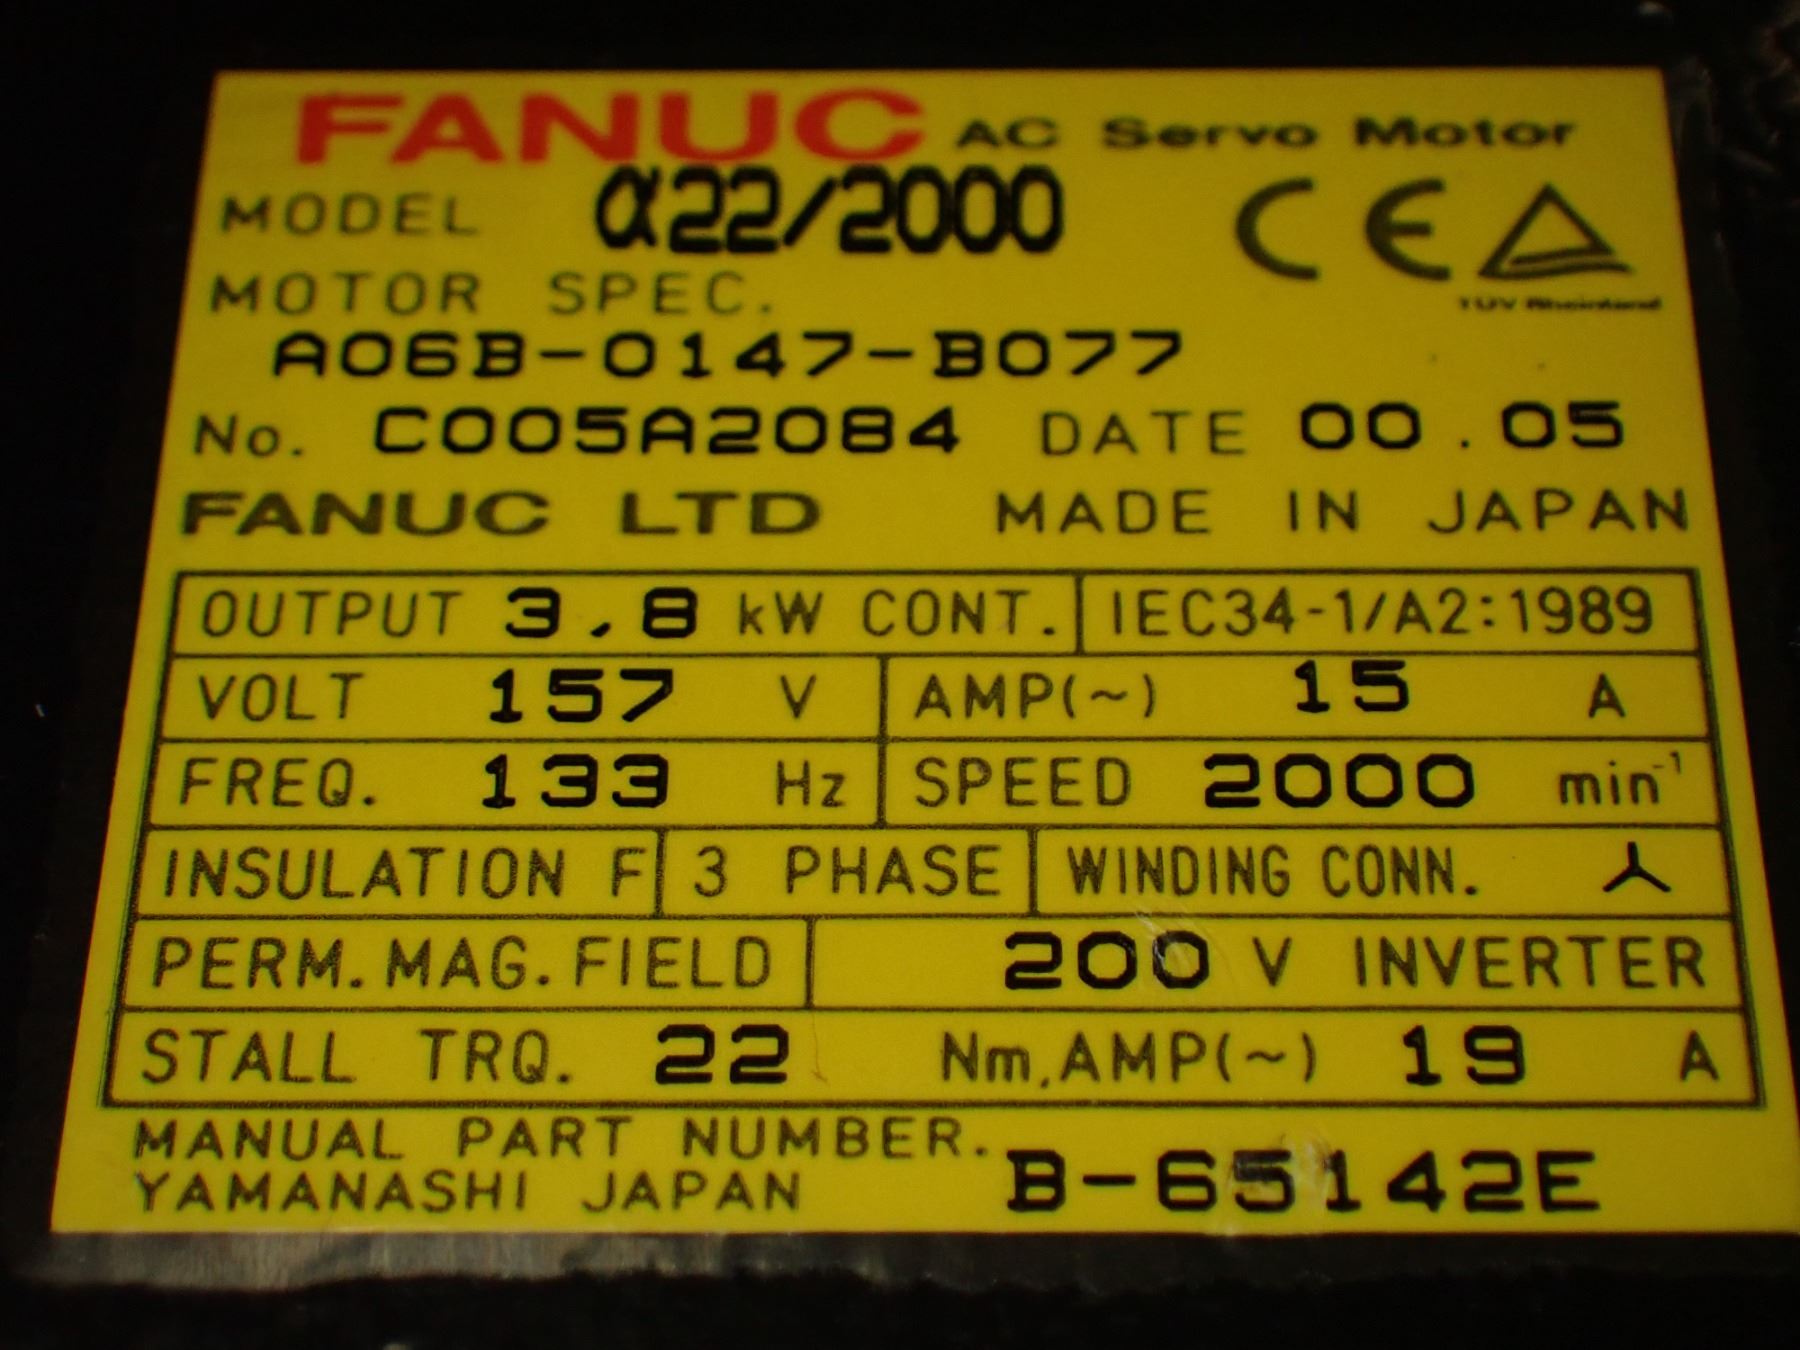 FANUC AC Servo Motor
MODEL α22/2000 CE
TÜV Rheinland
MOTOR SPEC.
A06B-0147-B077
No. C005A2084 DATE 00.05
FANUC LTD MADE IN JAPAN
OUTPUT 3.8 kW CONT. IEC34-1/A2:1989
VOLT 157 V AMP(~) 15 A
FREQ. 133 Hz SPEED 2000 min⁻¹
INSULATION F 3 PHASE WINDING CONN.
PERM. MAG. FIELD 200 V INVERTER
STALL TRQ. 22 Nm, AMP(~) 19 A
MANUAL PART NUMBER.
YAMANASHI JAPAN B-65142E